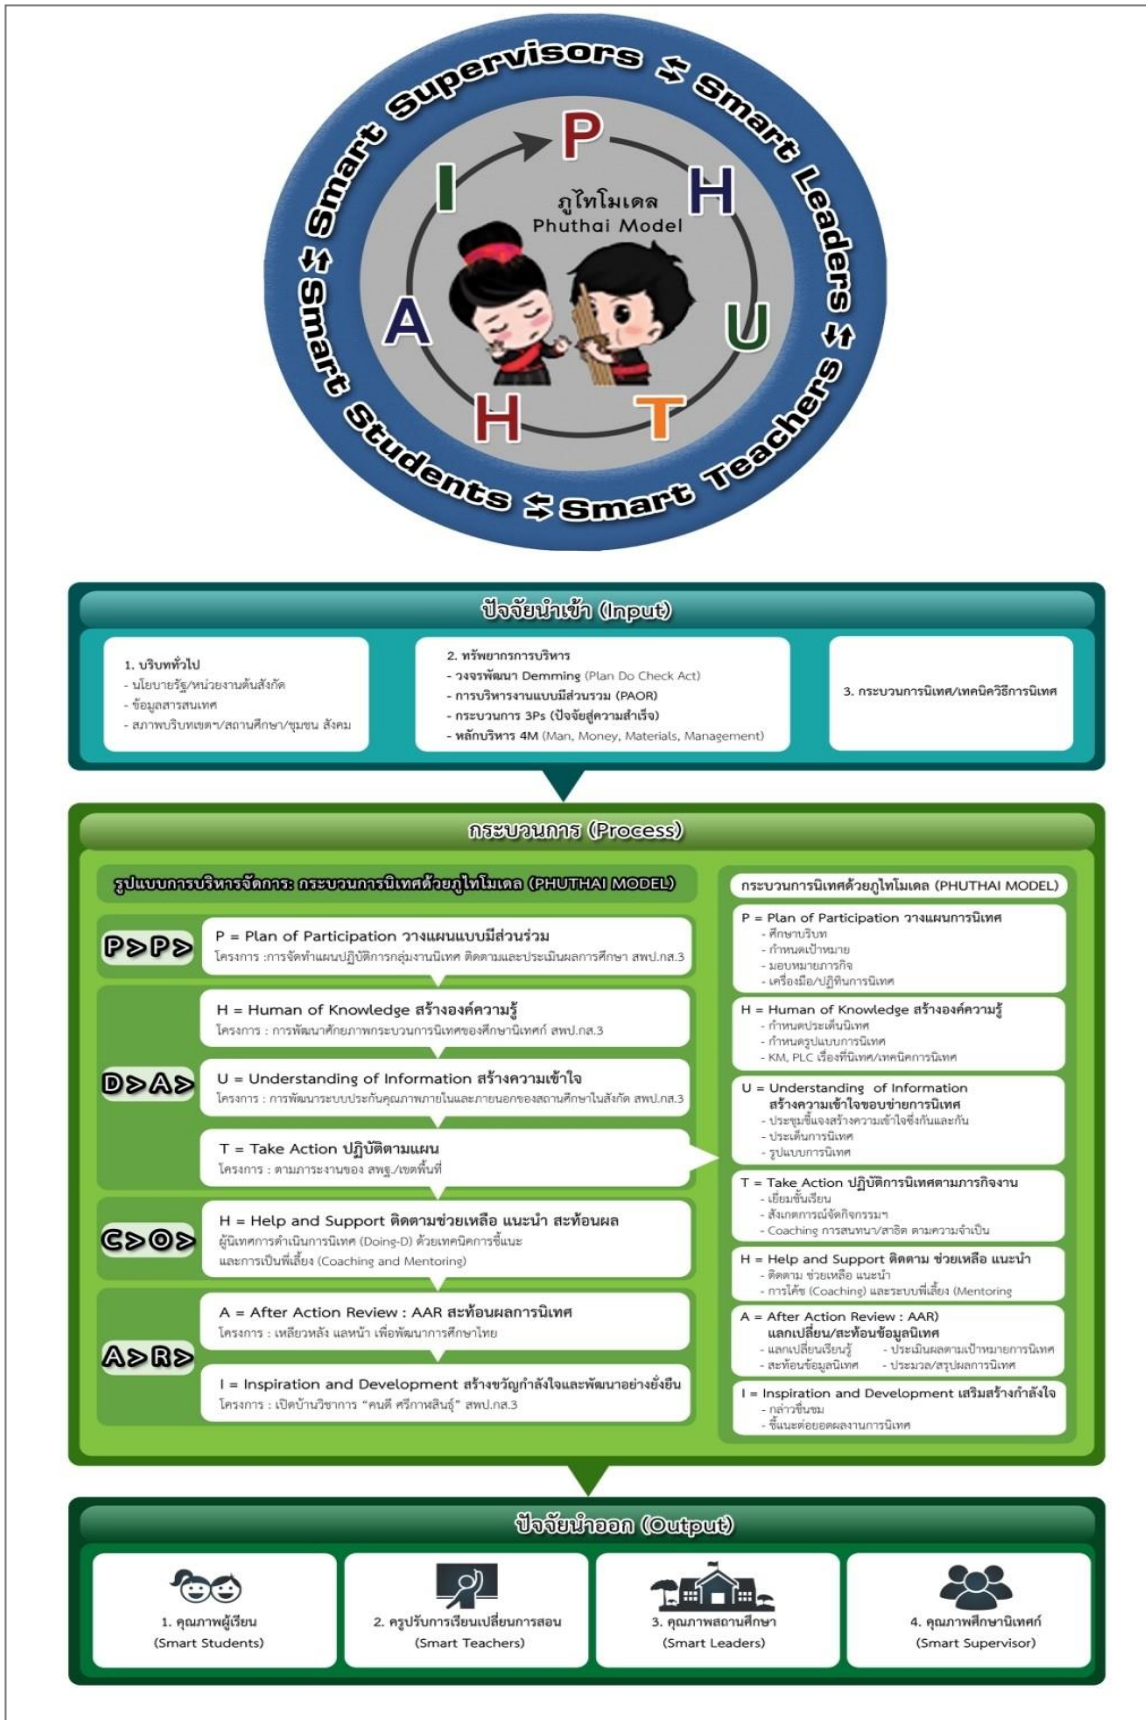 Smart Supervisors ⇆ Smart Leaders ⇆ Smart Teachers ⇆ Smart Students ⇆
P
H
U
T
H
A
I
ภูไทโมเดล
Phuthai Model
ปัจจัยนำเข้า (Input)
1. บริบททั่วไป
- นโยบายรัฐ/หน่วยงานต้นสังกัด
- ข้อมูลสารสนเทศ
- สภาพบริบทเขตฯ/สถานศึกษา/ชุมชน สังคม
2. ทรัพยากรการบริหาร
- วงจรพัฒนา Demming (Plan Do Check Act)
- การบริหารงานแบบมีส่วนรวม (PAOR)
- กระบวนการ 3Ps (ปัจจัยสู่ความสำเร็จ)
- หลักบริหาร 4M (Man, Money, Materials, Management)
3. กระบวนการนิเทศ/เทคนิควิธีการนิเทศ
กระบวนการ (Process)
รูปแบบการบริหารจัดการ: กระบวนการนิเทศด้วยภูไทโมเดล (PHUTHAI MODEL)
P>P>
P = Plan of Participation วางแผนแบบมีส่วนร่วม
โครงการ :การจัดทำแผนปฏิบัติการกลุ่มงานนิเทศ ติดตามและประเมินผลการศึกษา สพป.กส.3
D>A>
H = Human of Knowledge สร้างองค์ความรู้
โครงการ : การพัฒนาศักยภาพกระบวนการนิเทศของศึกษานิเทศก์ สพป.กส.3
U = Understanding of Information สร้างความเข้าใจ
โครงการ : การพัฒนาระบบประกันคุณภาพภายในและภายนอกของสถานศึกษาในสังกัด สพป.กส.3
T = Take Action ปฏิบัติตามแผน
โครงการ : ตามภาระงานของ สพฐ./เขตพื้นที่
C>O>
H = Help and Support ติดตามช่วยเหลือ แนะนำ สะท้อนผล
ผู้นิเทศการดำเนินการนิเทศ (Doing-D) ด้วยเทคนิคการชี้แนะ
และการเป็นพี่เลี้ยง (Coaching and Mentoring)
A>R>
A = After Action Review : AAR สะท้อนผลการนิเทศ
โครงการ : เหลียวหลัง แลหน้า เพื่อพัฒนาการศึกษาไทย
I = Inspiration and Development สร้างขวัญกำลังใจและพัฒนาอย่างยั่งยืน
โครงการ : เปิดบ้านวิชาการ "คนดี ศรีกาฬสินธุ์" สพป.กส.3
กระบวนการนิเทศด้วยภูไทโมเดล (PHUTHAI MODEL)
P = Plan of Participation วางแผนการนิเทศ
- ศึกษาบริบท
- กำหนดเป้าหมาย
- มอบหมายภารกิจ
- เครื่องมือ/ปฏิทินการนิเทศ
H = Human of Knowledge สร้างองค์ความรู้
- กำหนดประเด็นนิเทศ
- กำหนดรูปแบบการนิเทศ
- KM, PLC เรื่องที่นิเทศ/เทคนิคการนิเทศ
U = Understanding of Information
สร้างความเข้าใจขอบข่ายการนิเทศ
- ประชุมชี้แจงสร้างความเข้าใจซึ่งกันและกัน
- ประเด็นการนิเทศ
- รูปแบบการนิเทศ
T = Take Action ปฏิบัติการนิเทศตามภารกิจงาน
- เยี่ยมชั้นเรียน
- สังเกตการณ์จัดกิจกรรมฯ
- Coaching การสนทนา/สาธิต ตามความจำเป็น
H = Help and Support ติดตาม ช่วยเหลือ แนะนำ
- ติดตาม ช่วยเหลือ แนะนำ
- การโค้ช (Coaching) และระบบพี่เลี้ยง (Mentoring
A = After Action Review : AAR)
แลกเปลี่ยน/สะท้อนข้อมูลนิเทศ
- แลกเปลี่ยนเรียนรู้ - ประเมินผลตามเป้าหมายการนิเทศ
- สะท้อนข้อมูลนิเทศ - ประมวล/สรุปผลการนิเทศ
I = Inspiration and Development เสริมสร้างกำลังใจ
- กล่าวชื่นชม
- ชี้แนะต่อยอดผลงานการนิเทศ
ปัจจัยนำออก (Output)
1. คุณภาพผู้เรียน
(Smart Students)
2. ครูปรับการเรียนเปลี่ยนการสอน
(Smart Teachers)
3. คุณภาพสถานศึกษา
(Smart Leaders)
4. คุณภาพศึกษานิเทศก์
(Smart Supervisor)